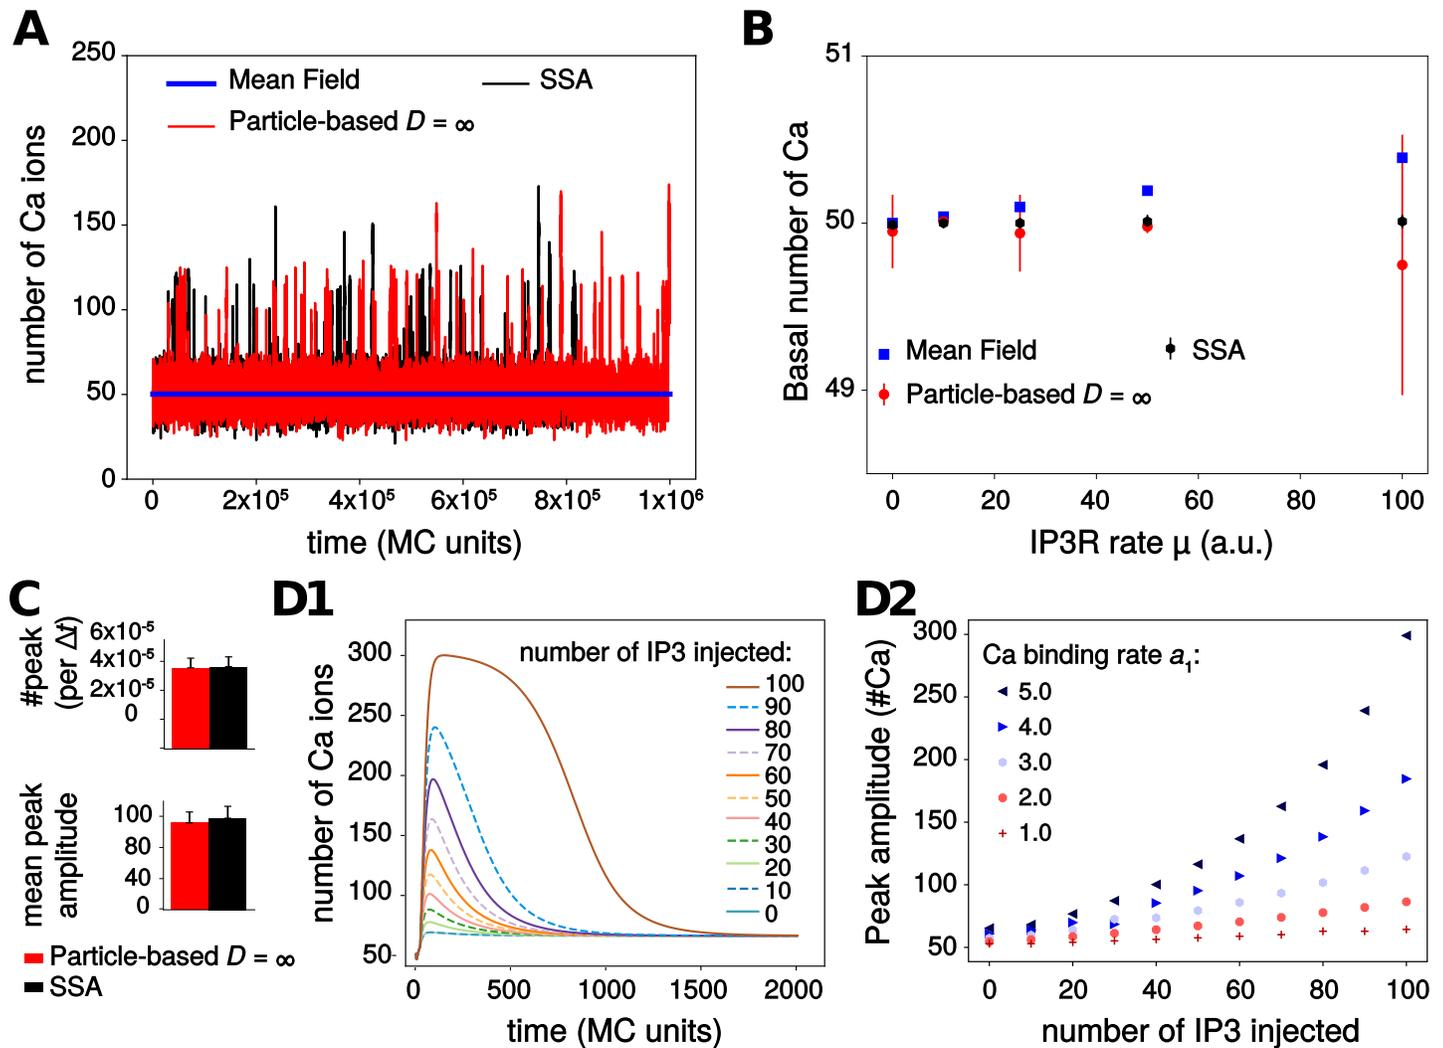 A
250
200
150
100
50
0
number of Ca ions
Mean Field
SSA
Particle-based D = ∞
0
2x10⁵
4x10⁵
6x10⁵
8x10⁵
1x10⁶
time (MC units)
B
51
50
49
Basal number of Ca
Mean Field
SSA
Particle-based D = ∞
0
20
40
60
80
100
IP3R rate μ (a.u.)
C
#peak
(per Δt)
6x10⁻⁵
4x10⁻⁵
2x10⁻⁵
0
mean peak
amplitude
100
80
40
0
Particle-based D = ∞
SSA
D1
300
250
200
150
100
50
number of Ca ions
number of IP3 injected:
100
90
80
70
60
50
40
30
20
10
0
0
500
1000
1500
2000
time (MC units)
D2
300
250
200
150
100
50
Peak amplitude (#Ca)
Ca binding rate a₁:
5.0
4.0
3.0
2.0
1.0
0
20
40
60
80
100
number of IP3 injected